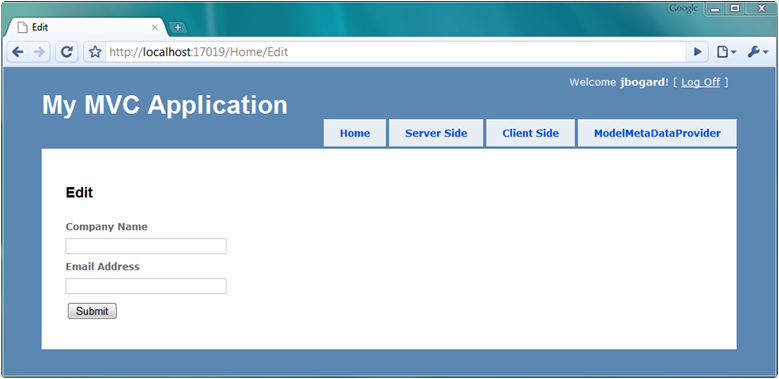 Google
Edit
http://localhost:17019/Home/Edit
Welcome jbogard! [ Log Off ]
My MVC Application
Home Server Side Client Side ModelMetaDataProvider
Edit
Company Name
Email Address
Submit